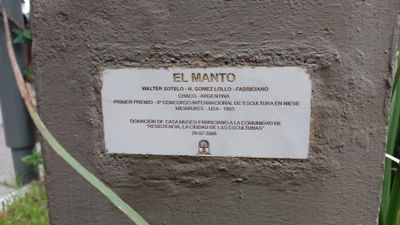 EL MANTO
WALTER SOTELO - H. GOMEZ LOLLO - FABRICIANO
CHACO - ARGENTINA
PRIMER PREMIO - 8º CONCURSO INTERNACIONAL DE ESCULTURA EN NIEVE
MILWAUKEE - USA - 1993
DONACIÓN DE CASA MUSEO FABRICIANO A LA COMUNIDAD DE
"RESISTENCIA, LA CIUDAD DE LAS ESCULTURAS"